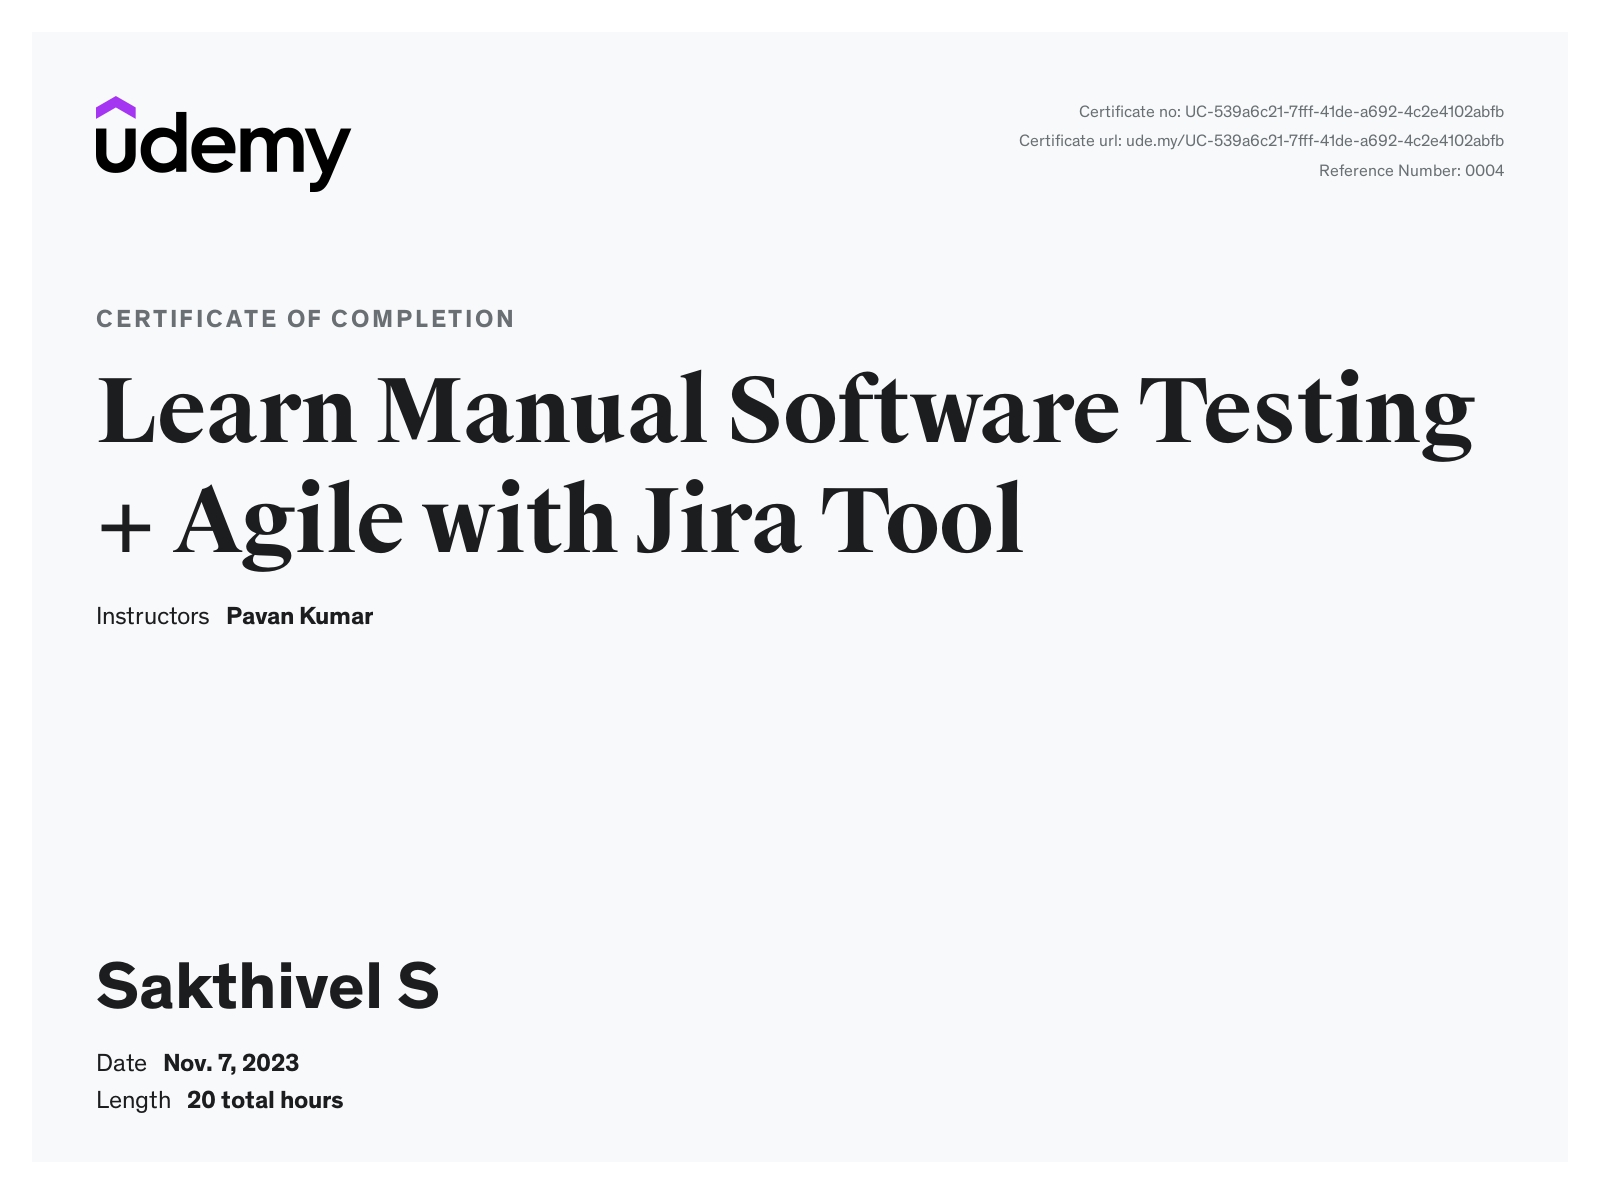 udemy
Certificate no: UC-539a6c21-7fff-41de-a692-4c2e4102abfb
Certificate url: ude.my/UC-539a6c21-7fff-41de-a692-4c2e4102abfb
Reference Number: 0004
CERTIFICATE OF COMPLETION
Learn Manual Software Testing
+ Agile with Jira Tool
Instructors Pavan Kumar
Sakthivel S
Date Nov. 7, 2023
Length 20 total hours